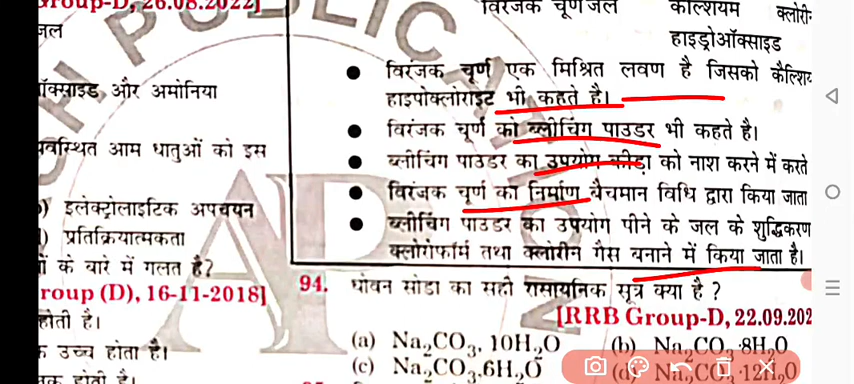 Group-D, 26.08.2022]
जल
ऑक्साइड और अमोनिया
व्यवस्थित आम धातुओं को इस
) इलेक्ट्रोलाइटिक अपचयन
) प्रतिक्रियात्मकता
के बारे में गलत है?
roup (D), 16-11-2018]
होती है।
उच्च होता है।
होती है।
विरंजक चूर्ण जल कैल्शियम क्लोरीन
हाइड्रोऑक्साइड
● विरंजक चूर्ण एक मिश्रित लवण है जिसको
हाइपोक्लोराइट भी कहते है।
● विरंजक चूर्ण को ब्लीचिंग पाउडर भी कहते है।
● ब्लीचिंग पाउडर का उपयोग कीड़ा को नाश करने में करते
● विरंजक चूर्ण का निर्माण बैचमान विधि द्वारा किया जाता
● ब्लीचिंग पाउडर का उपयोग पीने के जल के शुद्धिकरण
क्लोरोफॉर्म तथा क्लोरीन गैस बनाने में किया जाता है।
94. धोवन सोडा का सही रासायनिक सूत्र क्या है ?
[RRB Group-D, 22.09.202
(a) Na₂CO₃, 10H₂O (b) Na₂CO₃ ·8H₂O
(c) Na₂CO₃.6H₂O (d) Na₂CO₃ ·12H₂O